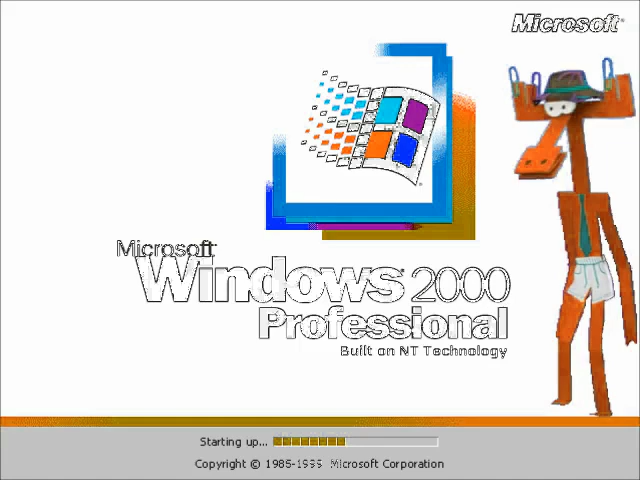 Microsoft
Microsoft
Windows 2000
Professional
Built on NT Technology
Starting up...
Copyright © 1985-1999 Microsoft Corporation